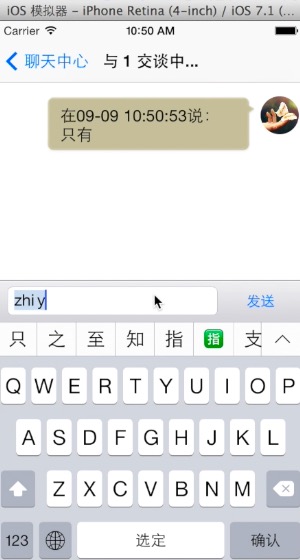 iOS 模拟器 – iPhone Retina (4-inch) / iOS 7.1 (…
Carrier 10:50 AM
聊天中心 与 1 交谈中...
在09-09 10:50:53说：
只有
zhi y 发送
只 之 至 知 指 指 支
Q W E R T Y U I O P
A S D F G H J K L
Z X C V B N M
123 选定 确认